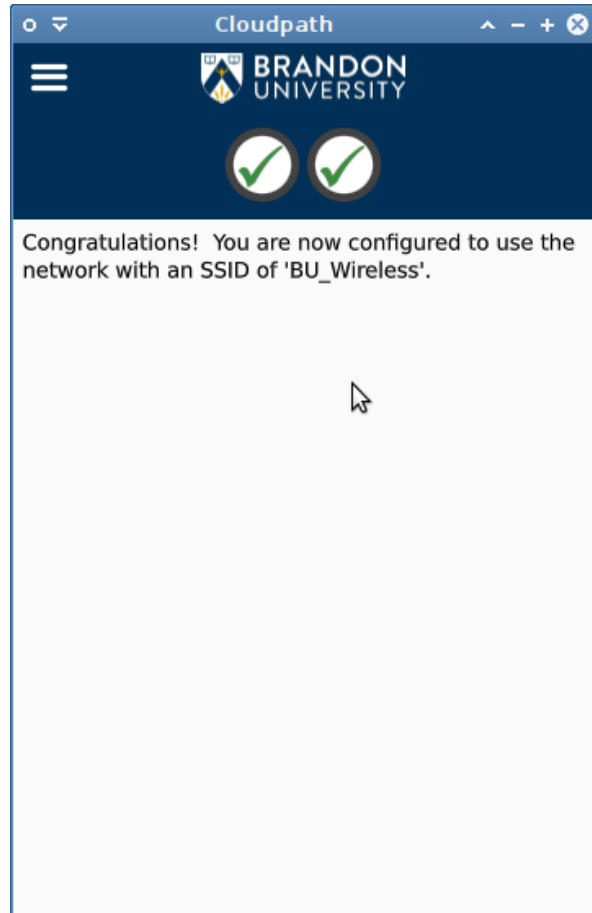 Cloudpath
BRANDON
UNIVERSITY
Congratulations!  You are now configured to use the
network with an SSID of 'BU_Wireless'.